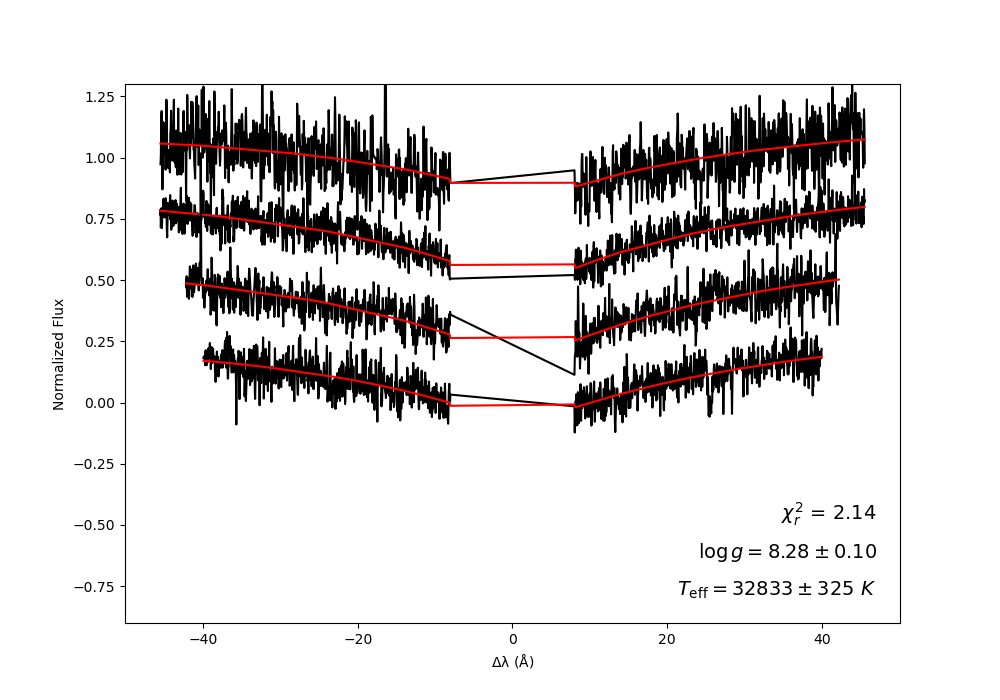 1.25
1.00
0.75
0.50
0.25
0.00
−0.25
−0.50
−0.75
Normalized Flux
χ²ᵣ = 2.14
log g = 8.28 ± 0.10
T_eff = 32833 ± 325 K
−40 −20 0 20 40
Δλ (Å)